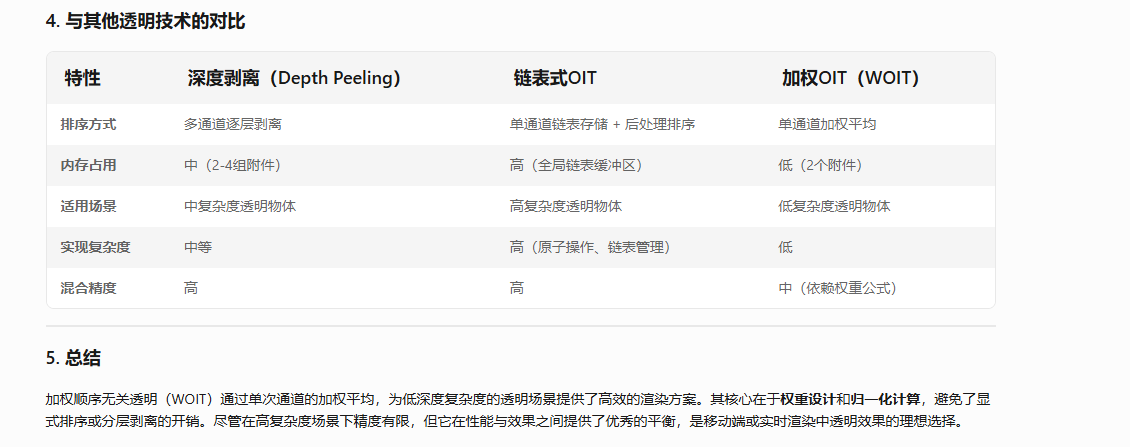 4. 与其他透明技术的对比
特性 深度剥离（Depth Peeling） 链表式OIT 加权OIT（WOIT）
排序方式 多通道逐层剥离 单通道链表存储 + 后处理排序 单通道加权平均
内存占用 中（2-4组附件） 高（全局链表缓冲区） 低（2个附件）
适用场景 中复杂度透明物体 高复杂度透明物体 低复杂度透明物体
实现复杂度 中等 高（原子操作、链表管理） 低
混合精度 高 高 中（依赖权重公式）
5. 总结
加权顺序无关透明（WOIT）通过单次通道的加权平均，为低深度复杂度的透明场景提供了高效的渲染方案。其核心在于权重设计和归一化计算，避免了显
式排序或分层剥离的开销。尽管在高复杂度场景下精度有限，但它在性能与效果之间提供了优秀的平衡，是移动端或实时渲染中透明效果的理想选择。